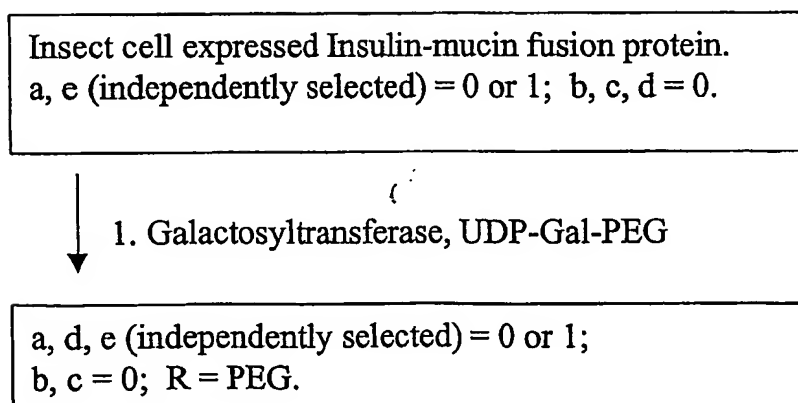 Insect cell expressed Insulin-mucin fusion protein.
a, e (independently selected) = 0 or 1; b, c, d = 0.
1. Galactosyltransferase, UDP-Gal-PEG
a, d, e (independently selected) = 0 or 1;
b, c = 0; R = PEG.